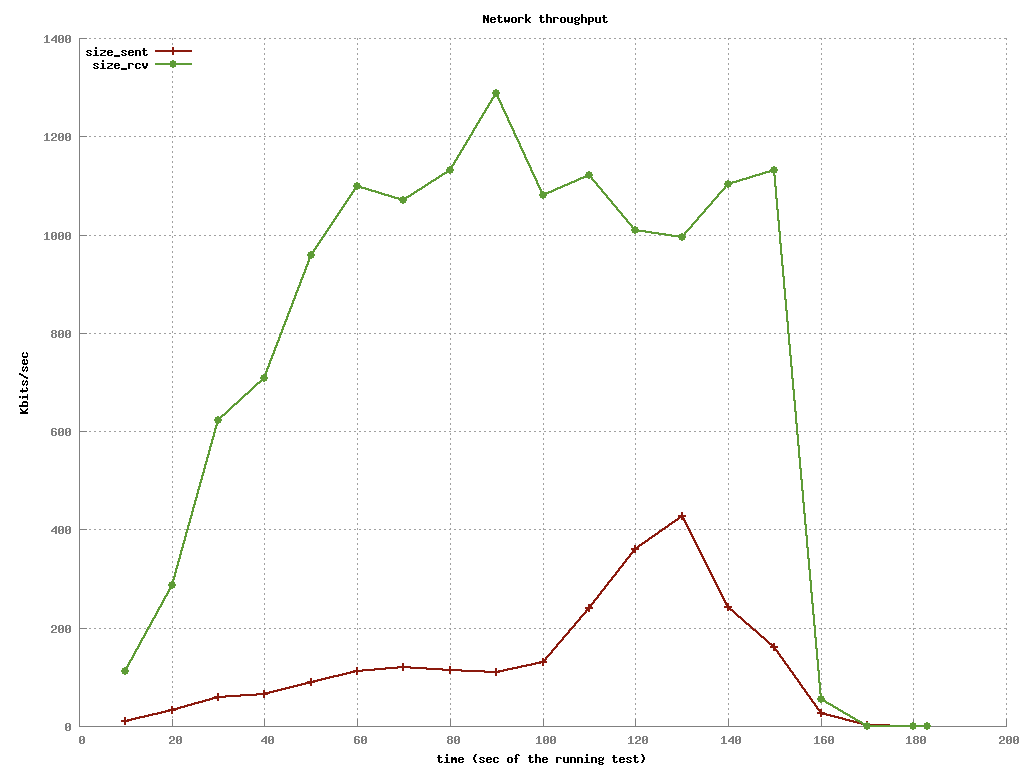 Network throughput
1400
size_sent
size_rcv
1200
1000
800
Kbits/sec
600
400
200
0
0 20 40 60 80 100 120 140 160 180 200
time (sec of the running test)